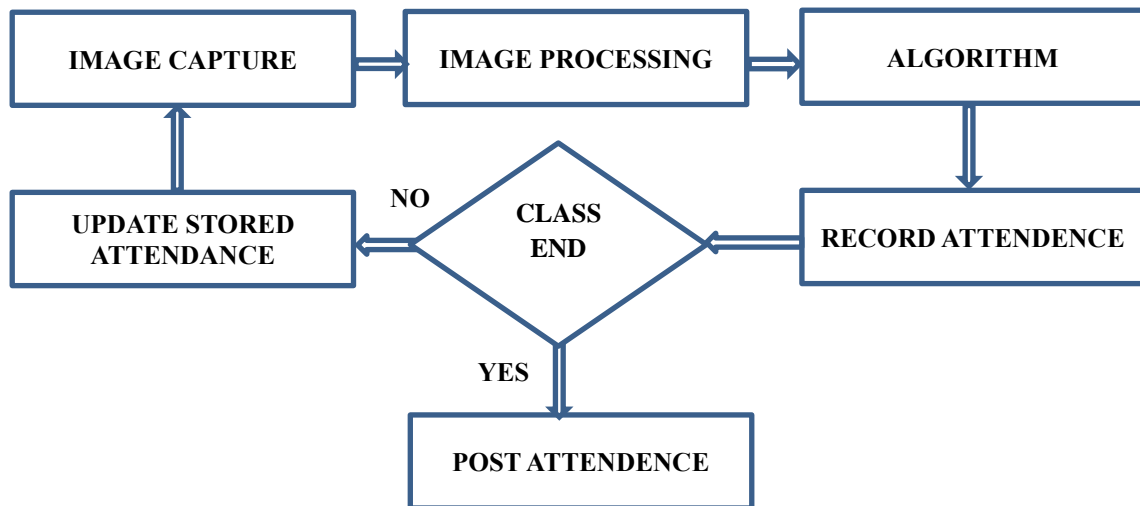 IMAGE CAPTURE
IMAGE PROCESSING
ALGORITHM
RECORD ATTENDENCE
CLASS
END
NO
UPDATE STORED
ATTENDANCE
YES
POST ATTENDENCE